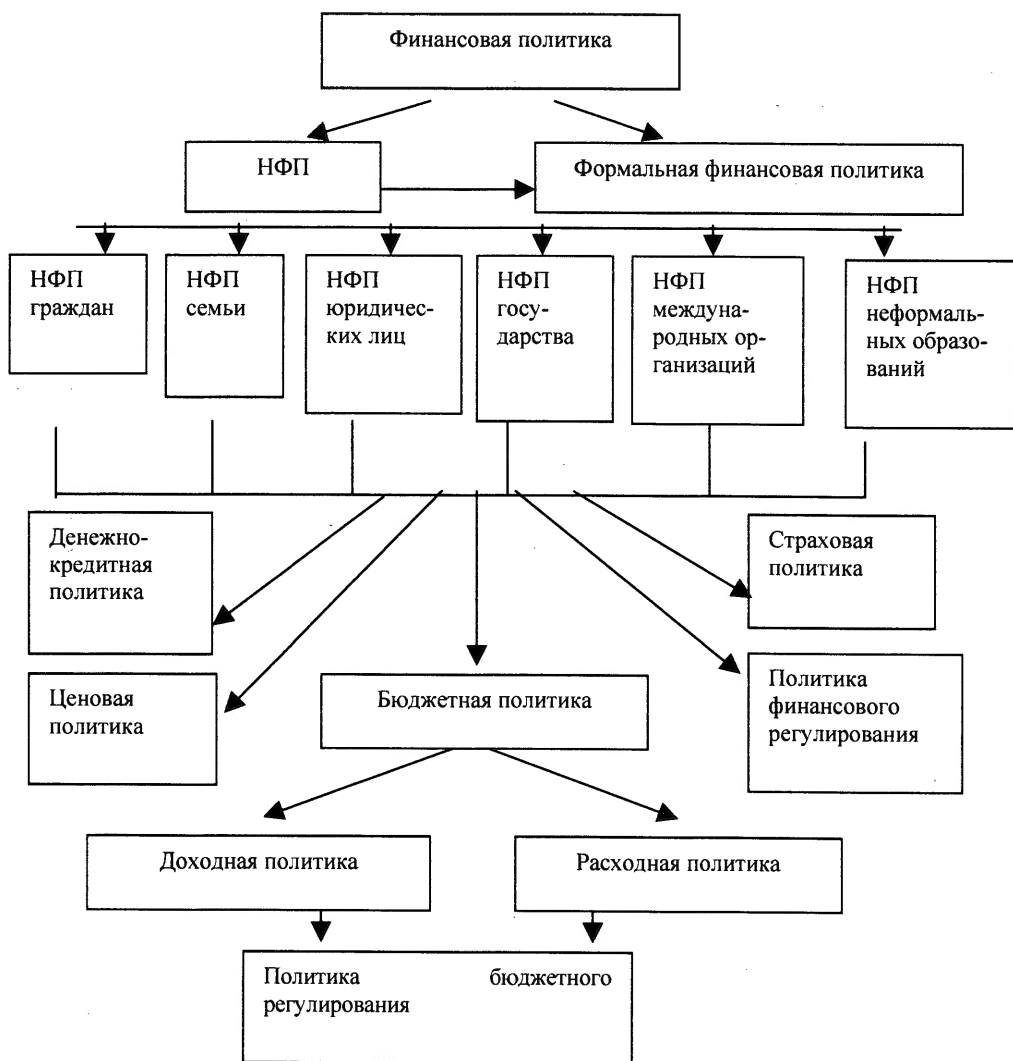 Финансовая политика
НФП
Формальная финансовая политика
НФП
граждан
НФП
семьи
НФП
юридичес-
ких лиц
НФП
госу-
дарства
НФП
междуна-
родных ор-
ганизаций
НФП
неформаль-
ных образо-
ваний
Денежно-
кредитная
политика
Страховая
политика
Ценовая
политика
Бюджетная политика
Политика
финансового
регулирования
Доходная политика
Расходная политика
Политика бюджетного
регулирования